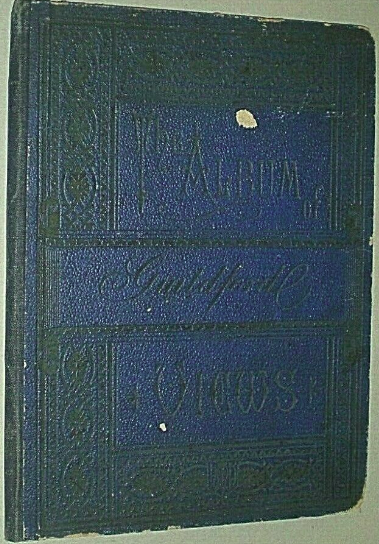 The Album
of
Guildford
Views